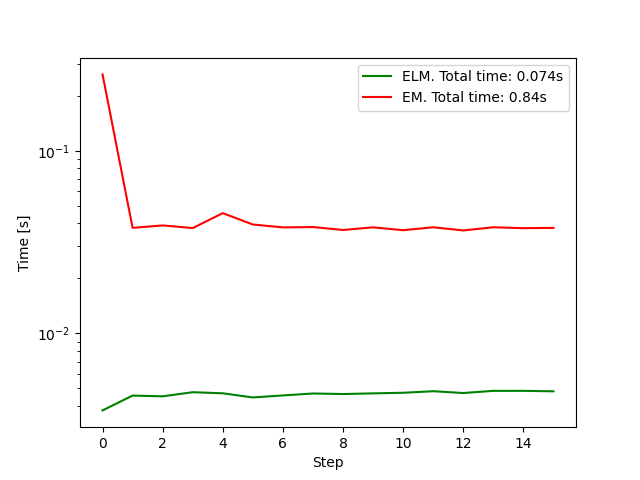 ELM. Total time: 0.074s
EM. Total time: 0.84s
10⁻¹
10⁻²
Time [s]
0 2 4 6 8 10 12 14
Step